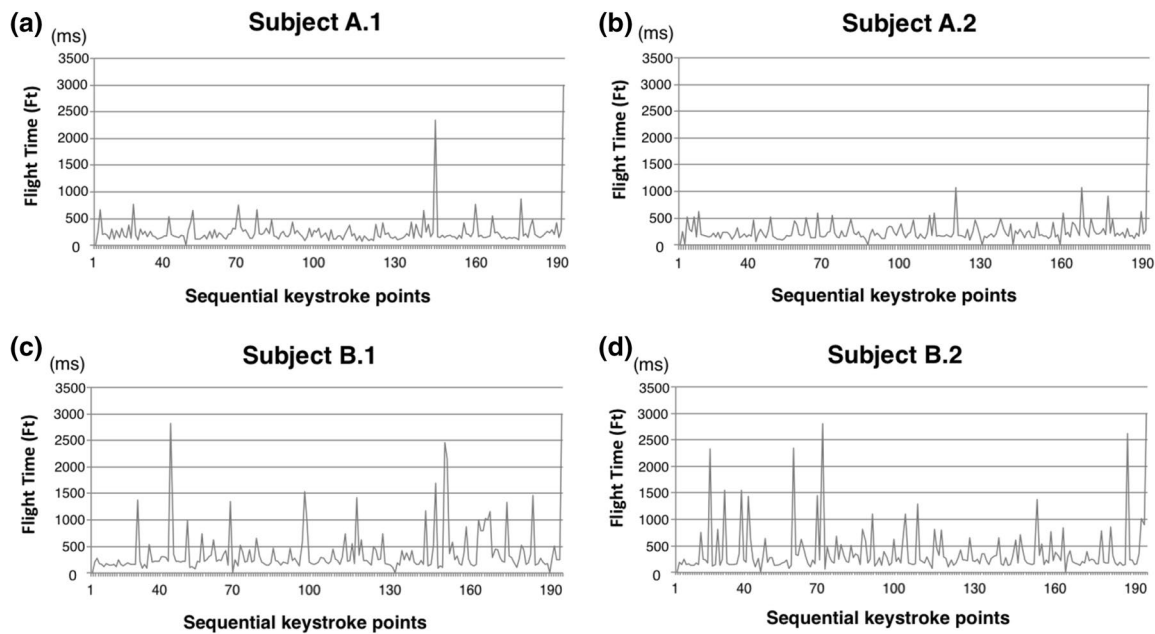 (a) (ms) Subject A.1
Flight Time (Ft)
3500
3000
2500
2000
1500
1000
500
0
1 40 70 100 130 160 190
Sequential keystroke points
(b) (ms) Subject A.2
Flight Time (Ft)
3500
3000
2500
2000
1500
1000
500
0
1 40 70 100 130 160 190
Sequential keystroke points
(c) (ms) Subject B.1
Flight Time (Ft)
3500
3000
2500
2000
1500
1000
500
0
1 40 70 100 130 160 190
Sequential keystroke points
(d) (ms) Subject B.2
Flight Time (Ft)
3500
3000
2500
2000
1500
1000
500
0
1 40 70 100 130 160 190
Sequential keystroke points